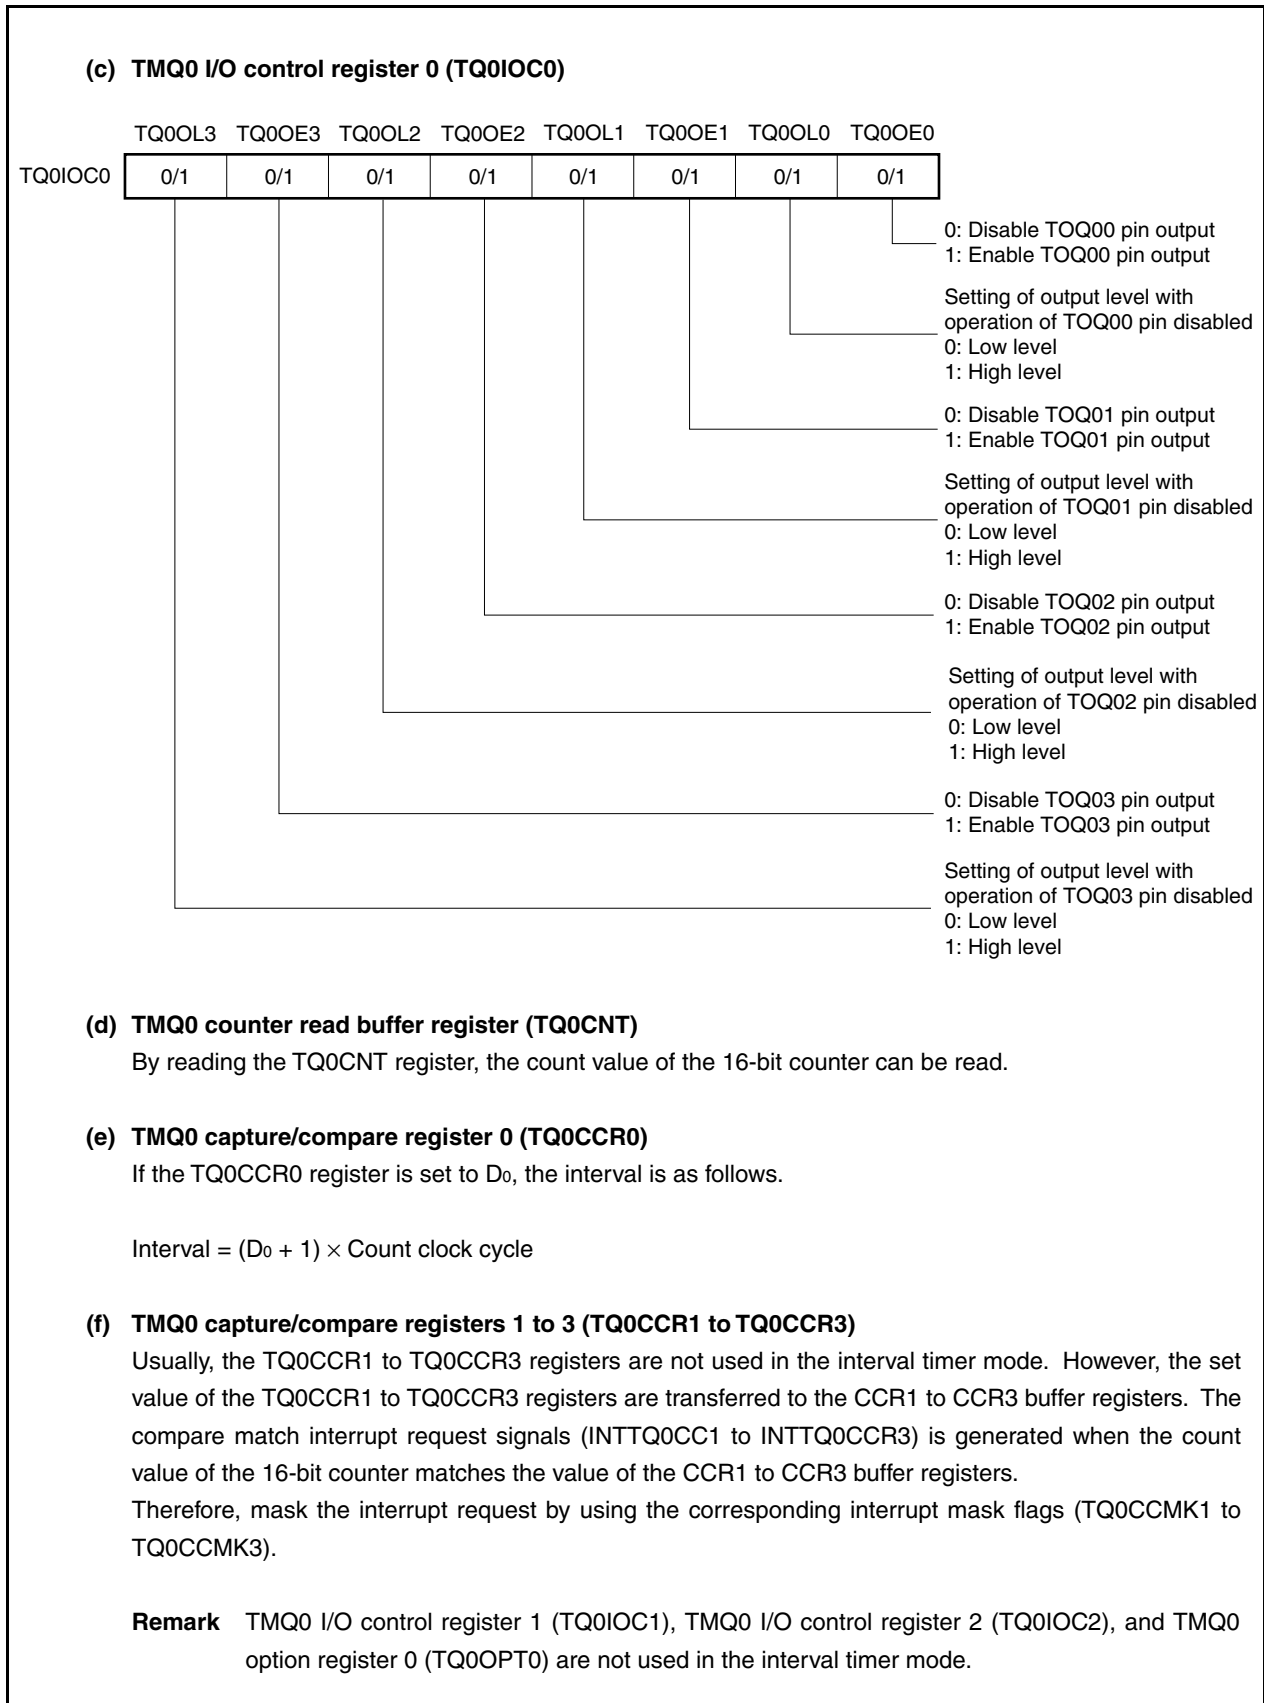 (c) TMQ0 I/O control register 0 (TQ0IOC0)
TQ0OL3 TQ0OE3 TQ0OL2 TQ0OE2 TQ0OL1 TQ0OE1 TQ0OL0 TQ0OE0
TQ0IOC0 0/1 0/1 0/1 0/1 0/1 0/1 0/1 0/1
0: Disable TOQ00 pin output
1: Enable TOQ00 pin output
Setting of output level with
operation of TOQ00 pin disabled
0: Low level
1: High level
0: Disable TOQ01 pin output
1: Enable TOQ01 pin output
Setting of output level with
operation of TOQ01 pin disabled
0: Low level
1: High level
0: Disable TOQ02 pin output
1: Enable TOQ02 pin output
Setting of output level with
operation of TOQ02 pin disabled
0: Low level
1: High level
0: Disable TOQ03 pin output
1: Enable TOQ03 pin output
Setting of output level with
operation of TOQ03 pin disabled
0: Low level
1: High level
(d) TMQ0 counter read buffer register (TQ0CNT)
By reading the TQ0CNT register, the count value of the 16-bit counter can be read.
(e) TMQ0 capture/compare register 0 (TQ0CCR0)
If the TQ0CCR0 register is set to D₀, the interval is as follows.
Interval = (D₀ + 1) × Count clock cycle
(f) TMQ0 capture/compare registers 1 to 3 (TQ0CCR1 to TQ0CCR3)
Usually, the TQ0CCR1 to TQ0CCR3 registers are not used in the interval timer mode. However, the set
value of the TQ0CCR1 to TQ0CCR3 registers are transferred to the CCR1 to CCR3 buffer registers. The
compare match interrupt request signals (INTTQ0CC1 to INTTQ0CCR3) is generated when the count
value of the 16-bit counter matches the value of the CCR1 to CCR3 buffer registers.
Therefore, mask the interrupt request by using the corresponding interrupt mask flags (TQ0CCMK1 to
TQ0CCMK3).
Remark TMQ0 I/O control register 1 (TQ0IOC1), TMQ0 I/O control register 2 (TQ0IOC2), and TMQ0
option register 0 (TQ0OPT0) are not used in the interval timer mode.